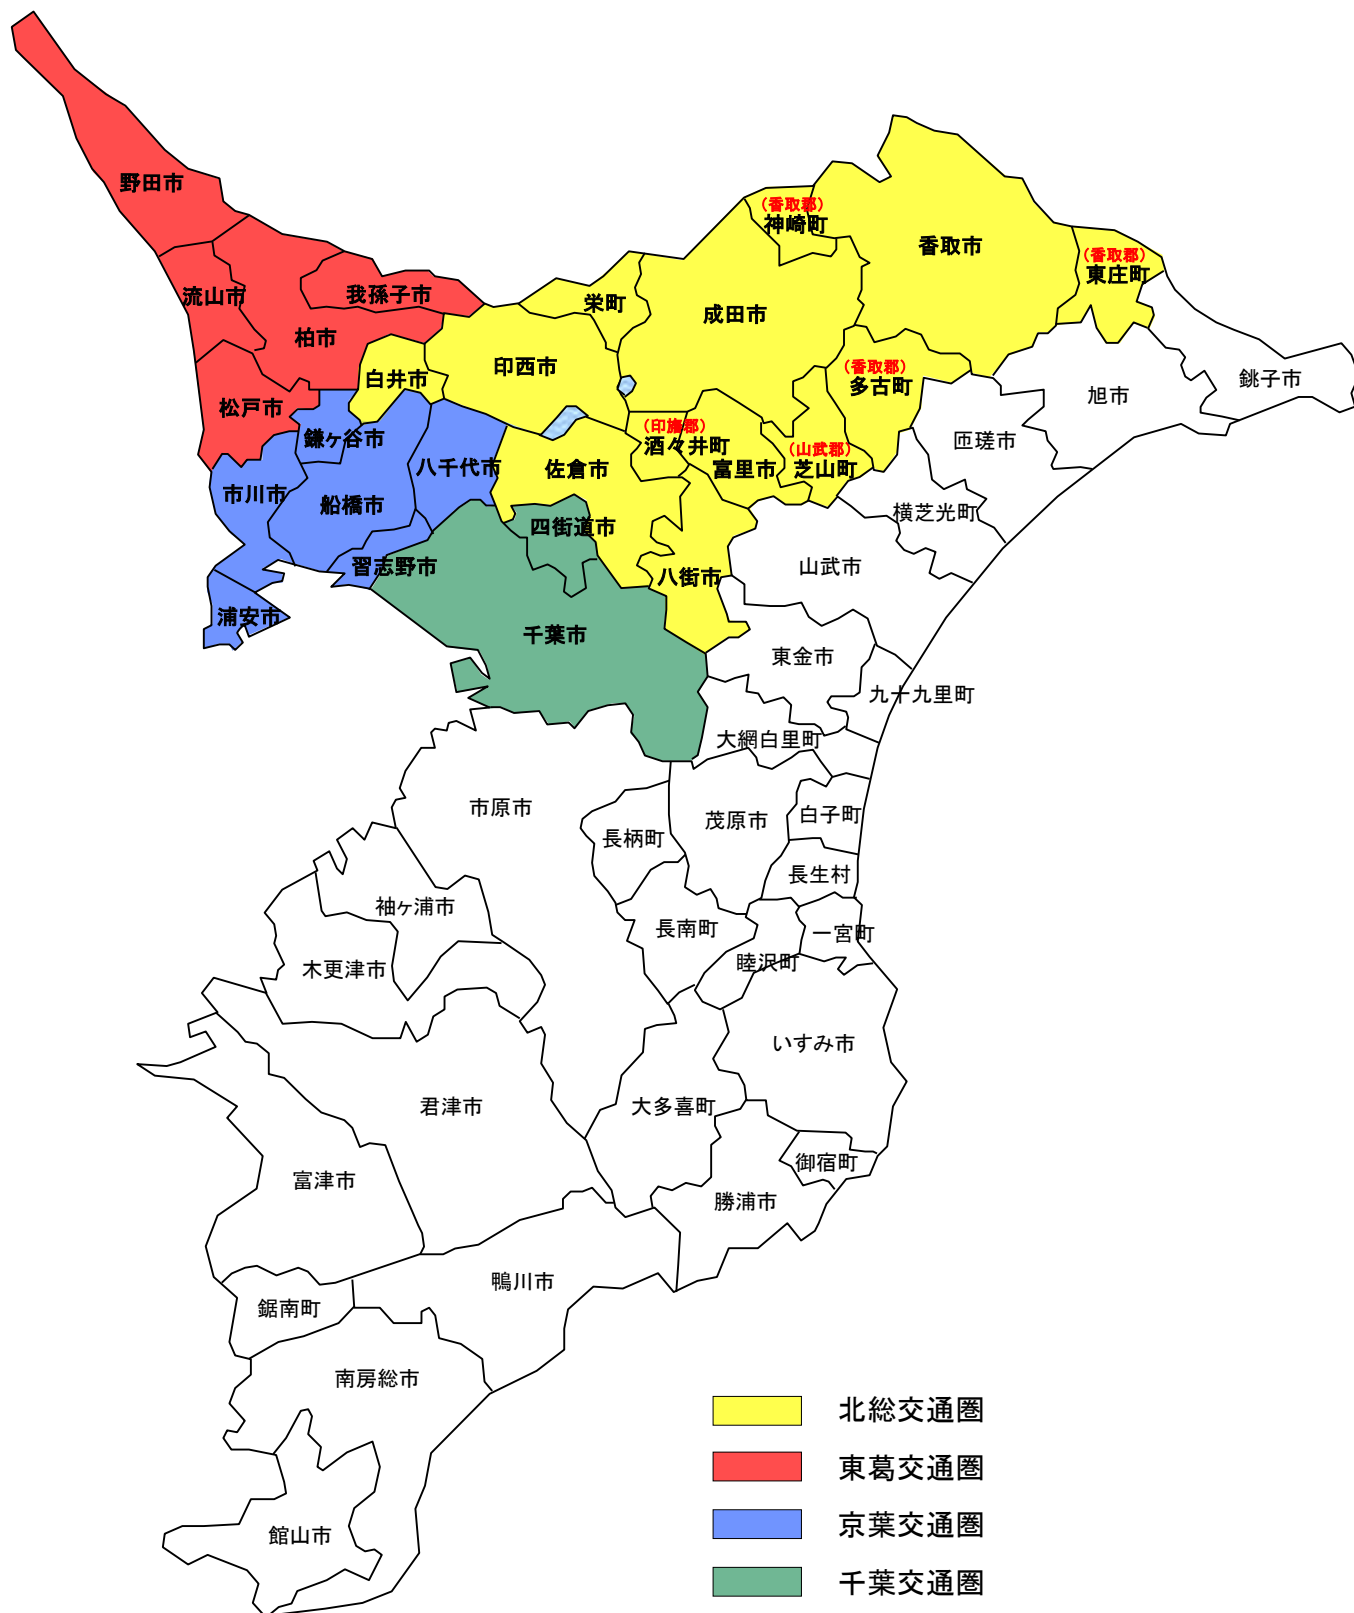 野田市
（香取郡）
神崎町
香取市
（香取郡）
東庄町
流山市
我孫子市
栄町
成田市
柏市
印西市
白井市
（香取郡）
多古町
銚子市
旭市
松戸市
鎌ヶ谷市
（印旛郡）
酒々井町
匝瑳市
八千代市
佐倉市
富里市
（山武郡）
芝山町
市川市
船橋市
横芝光町
四街道市
習志野市
八街市
山武市
浦安市
千葉市
東金市
九十九里町
大網白里町
市原市
長柄町
茂原市
白子町
長生村
袖ヶ浦市
長南町
一宮町
木更津市
睦沢町
いすみ市
君津市
大多喜町
富津市
御宿町
勝浦市
鋸南町
鴨川市
南房総市
館山市
北総交通圏
東葛交通圏
京葉交通圏
千葉交通圏